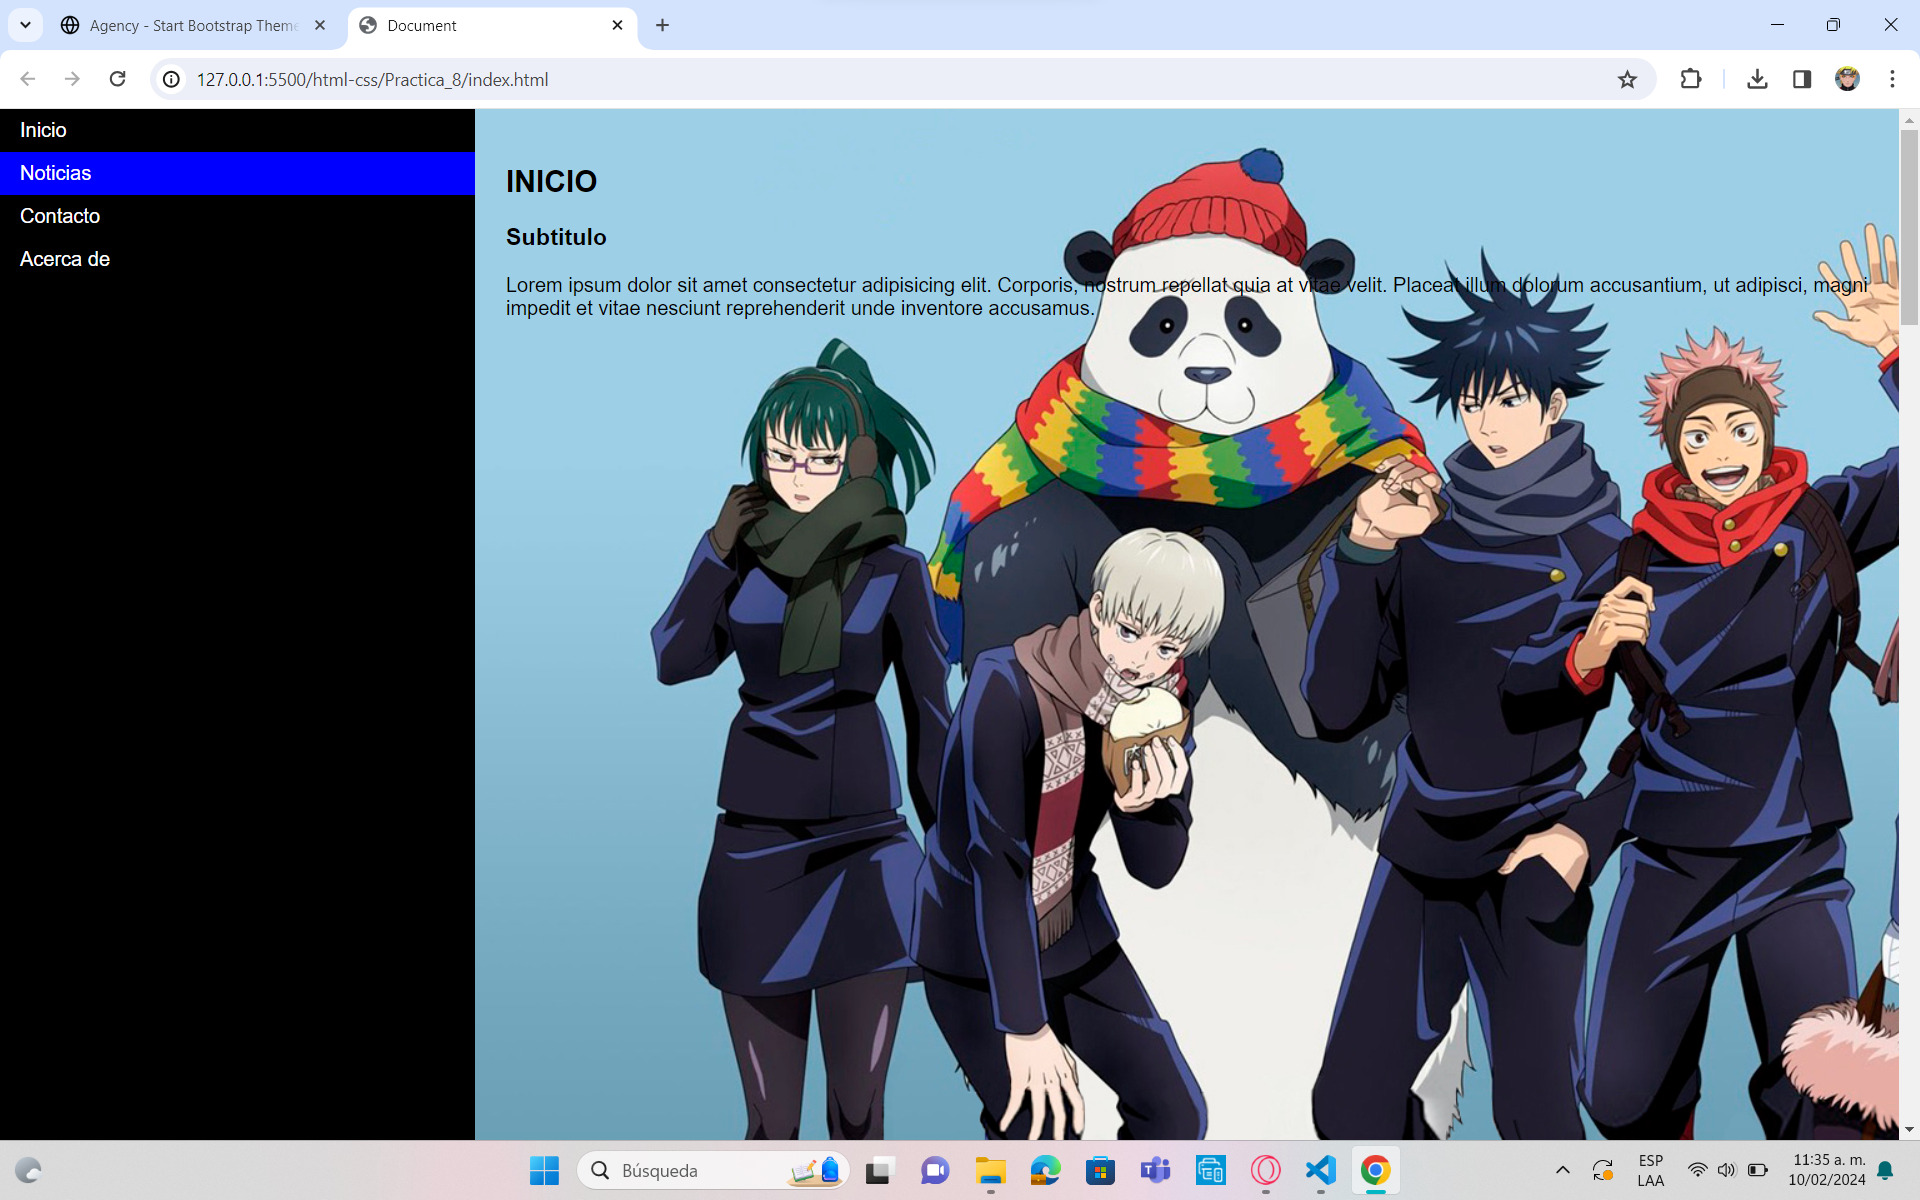 Agency - Start Bootstrap Theme
Document
127.0.0.1:5500/html-css/Practica_8/index.html
Inicio
Noticias
Contacto
Acerca de
INICIO
Subtitulo
Lorem ipsum dolor sit amet consectetur adipisicing elit. Corporis, nostrum repellat quia at vitae velit. Placeat illum dolorum accusantium, ut adipisci, magni
impedit et vitae nesciunt reprehenderit unde inventore accusamus.
Búsqueda
ESP
LAA
11:35 a. m.
10/02/2024